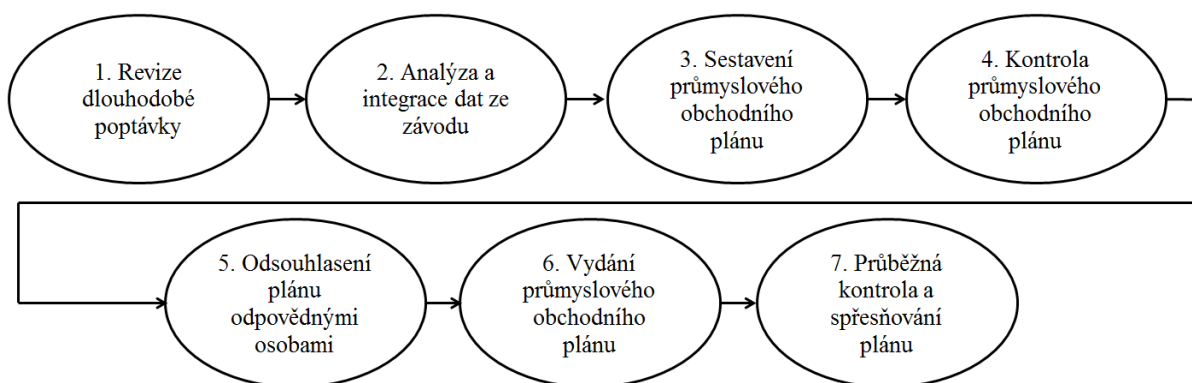 1. Revize
dlouhodobé
poptávky
2. Analýza a
integrace dat ze
závodu
3. Sestavení
průmyslového
obchodního
plánu
4. Kontrola
průmyslového
obchodního
plánu
5. Odsouhlasení
plánu
odpovědnými
osobami
6. Vydání
průmyslového
obchodního
plánu
7. Průběžná
kontrola a
spřesňování
plánu